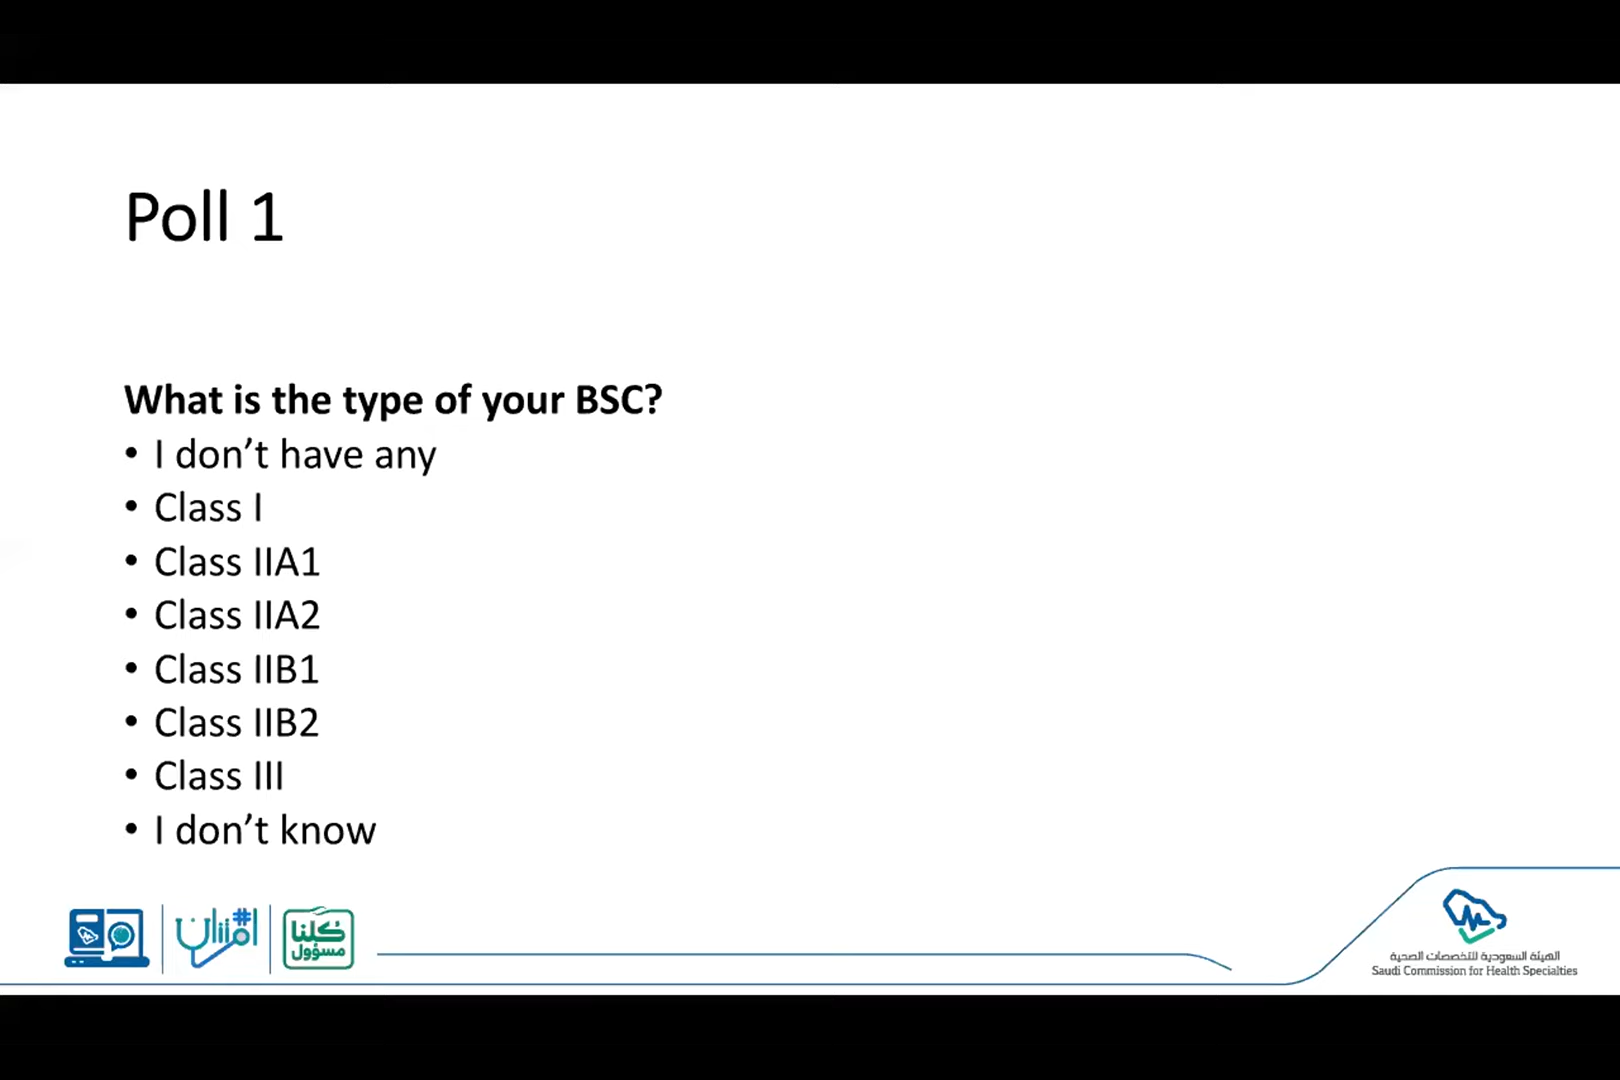 Poll 1
What is the type of your BSC?
• I don’t have any
• Class I
• Class IIA1
• Class IIA2
• Class IIB1
• Class IIB2
• Class III
• I don’t know
#امتنان
كلنا
مسؤول
الهيئة السعودية للتخصصات الصحية
Saudi Commission for Health Specialties